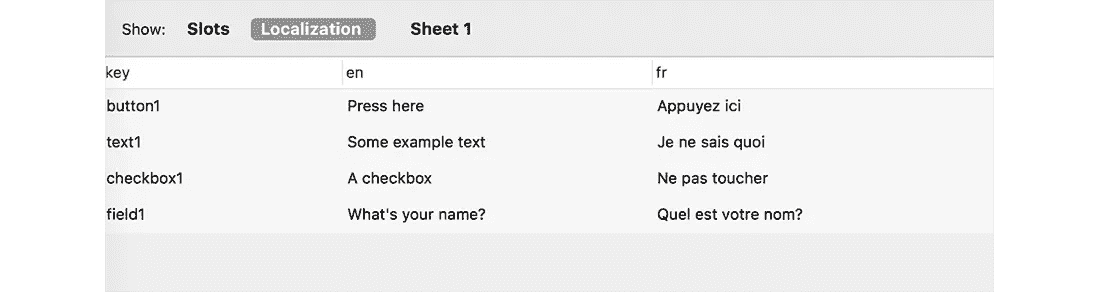 Show: Slots Localization Sheet 1
key en fr
button1 Press here Appuyez ici
text1 Some example text Je ne sais quoi
checkbox1 A checkbox Ne pas toucher
field1 What's your name? Quel est votre nom?